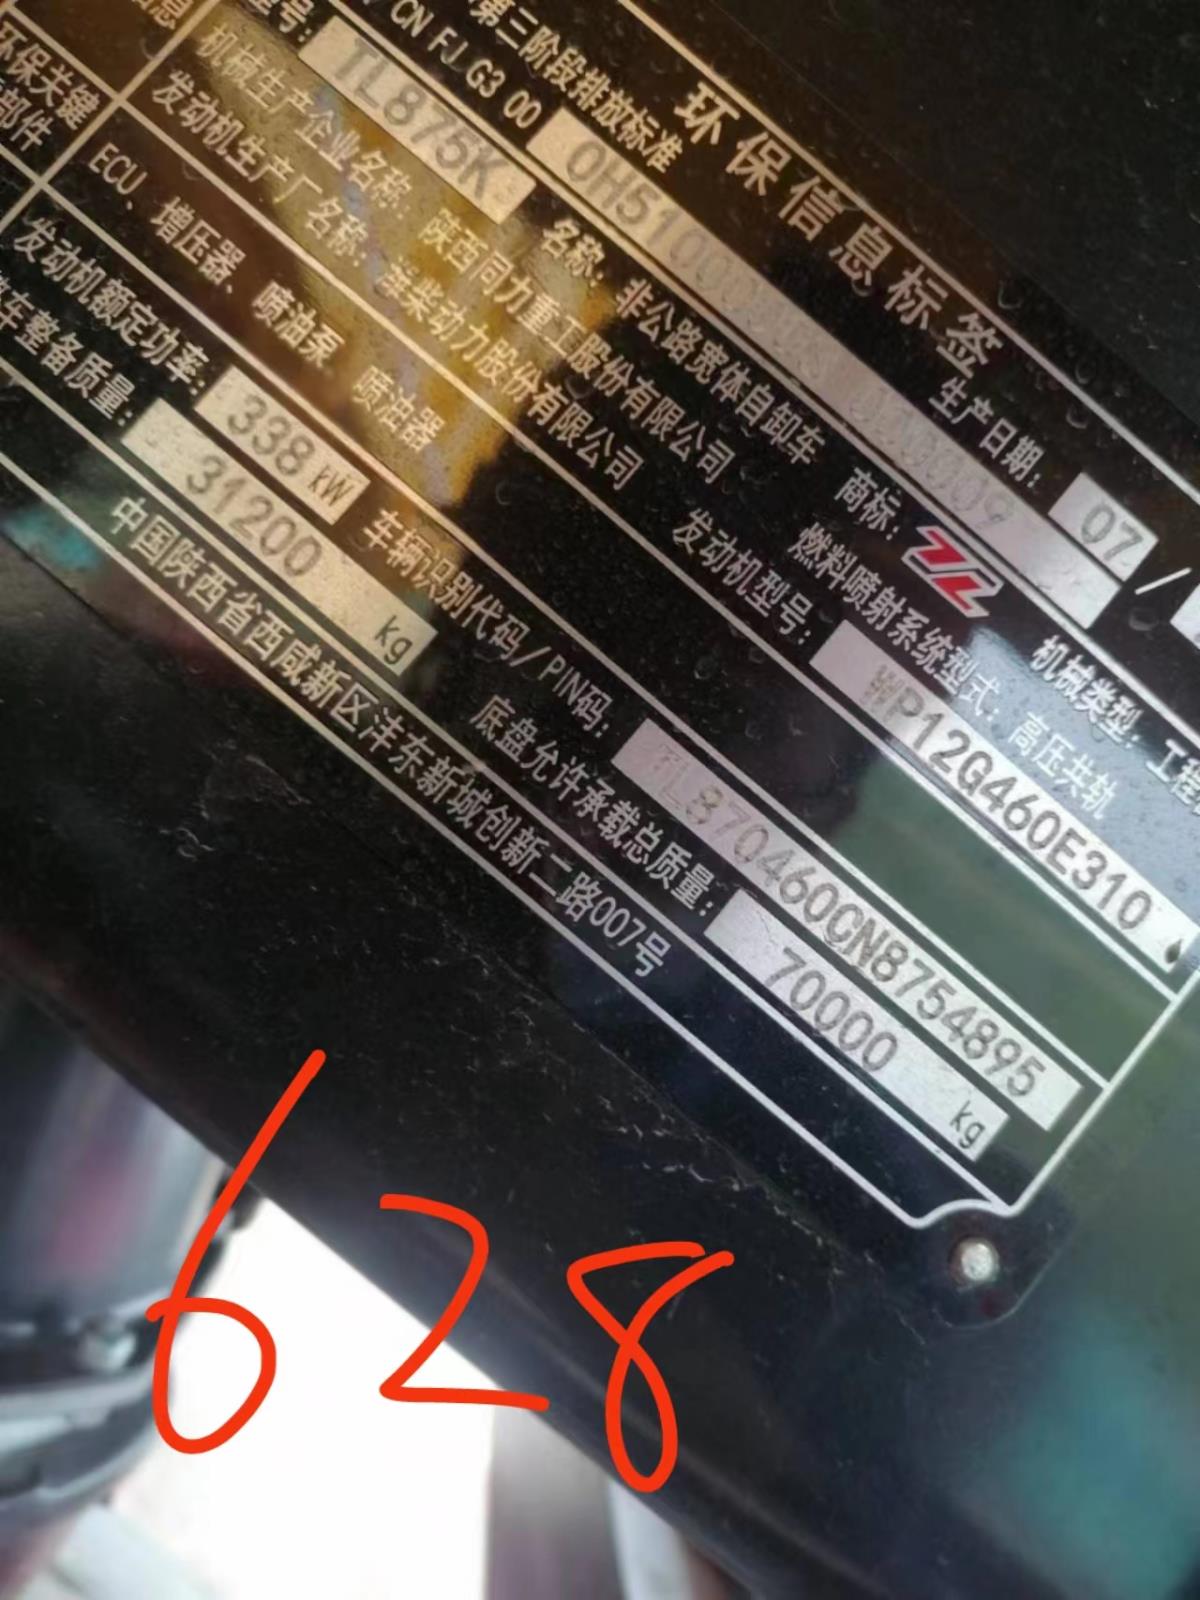 环保信息标签
第三阶段排放标准 生产日期: 07/
CN FJ G3 00 0H51000
型号: TL875K 名称: 非公路宽体自卸车 商标: 机械类型: 工程
机械生产企业名称: 陕西同力重工股份有限公司 燃料喷射系统型式: 高压共轨
发动机生产厂名称: 潍柴动力股份有限公司 发动机型号: WP12G460E310
信息
环保关键
部件
ECU、增压器、喷油泵、喷油器
发动机额定功率: 338 kW 车辆识别代码/PIN码: TL870460CN8754895
车整备质量: 31200 kg 底盘允许承载总质量: 70000 kg
中国陕西省西咸新区沣东新城创新二路007号
628